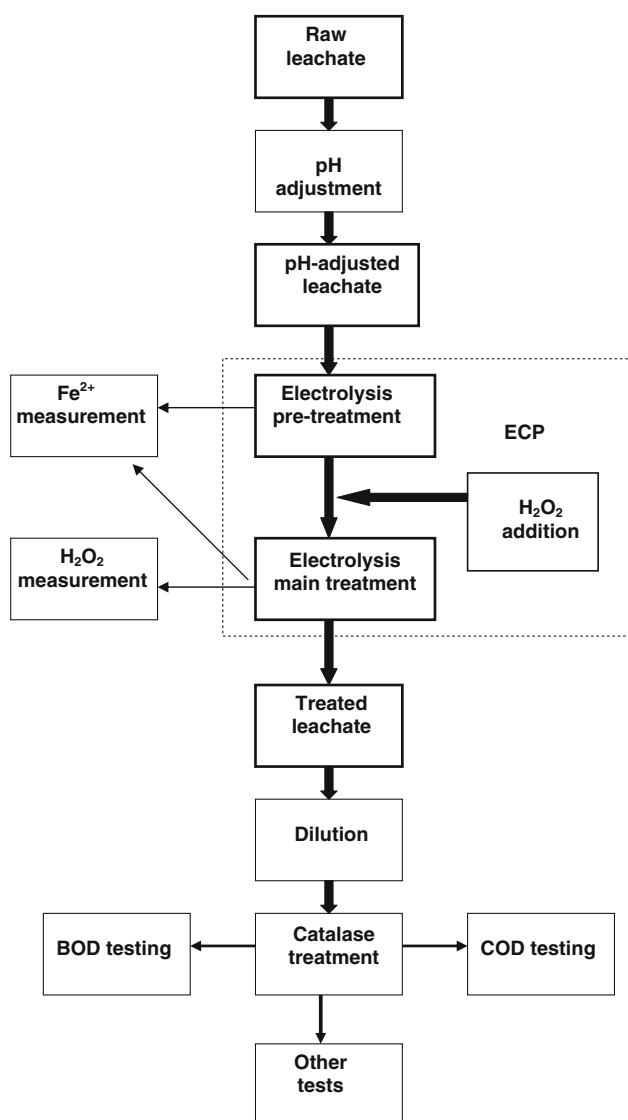 Raw
leachate
pH
adjustment
pH-adjusted
leachate
Fe²⁺
measurement
Electrolysis
pre-treatment
ECP
H₂O₂
addition
H₂O₂
measurement
Electrolysis
main treatment
Treated
leachate
Dilution
BOD testing
Catalase
treatment
COD testing
Other
tests